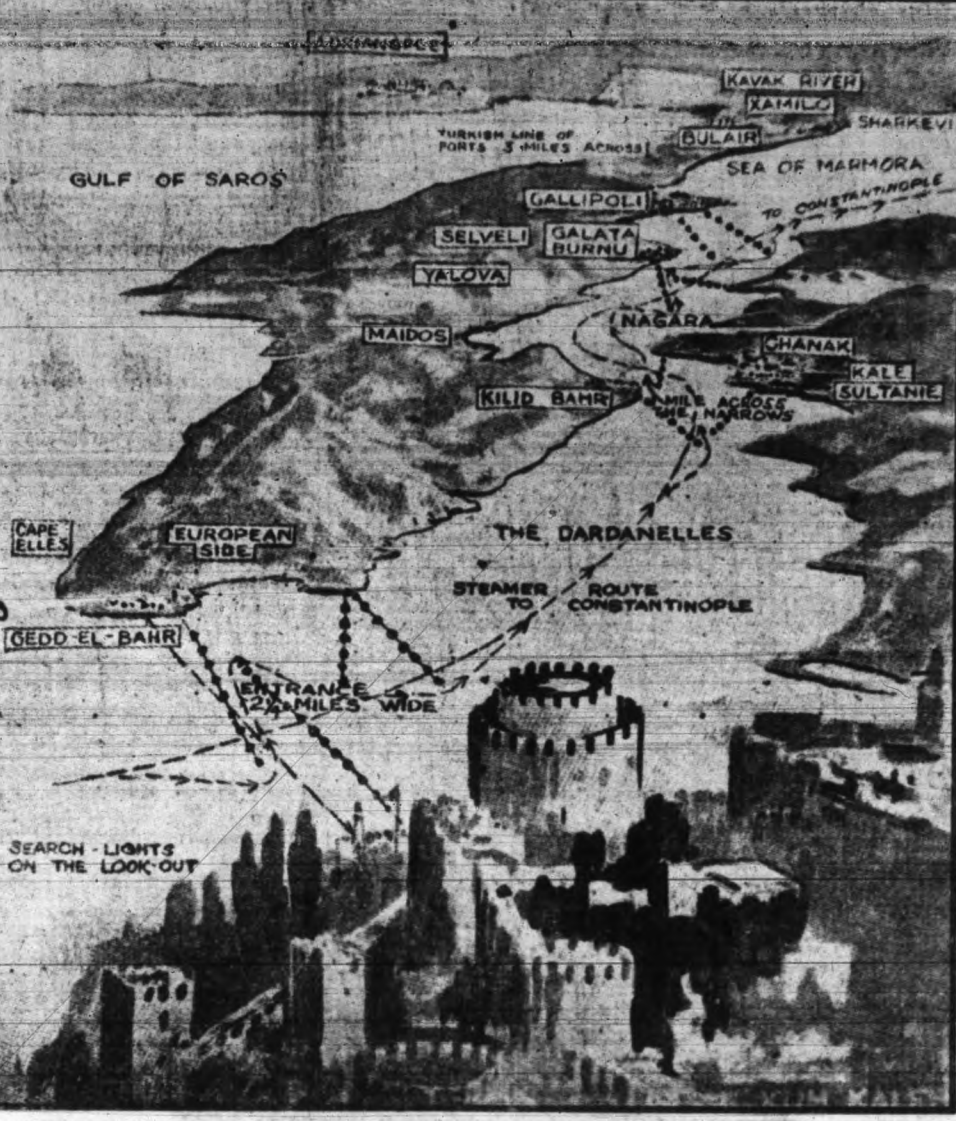 ADRIANOPLE
KAVAK RIVER
XAMILO
SHARKEVI
BULAIR
TURKISH LINE OF
FORTS 3 MILES ACROSS
SEA OF MARMORA
GULF OF SAROS
TO CONSTANTINOPLE
GALLIPOLI
GALATA
BURNU
SELVELI
YALOVA
NAGARA
MAIDOS
CHANAK
KALE
SULTANIE
KILID BAHR
MILE ACROSS
THE NARROWS
CAPE
ELLES
EUROPEAN
SIDE
THE DARDANELLES
STEAMER ROUTE
TO CONSTANTINOPLE
SEDD-EL-BAHR
ENTRANCE
2¼ MILES WIDE
SEARCH-LIGHTS
ON THE LOOK-OUT